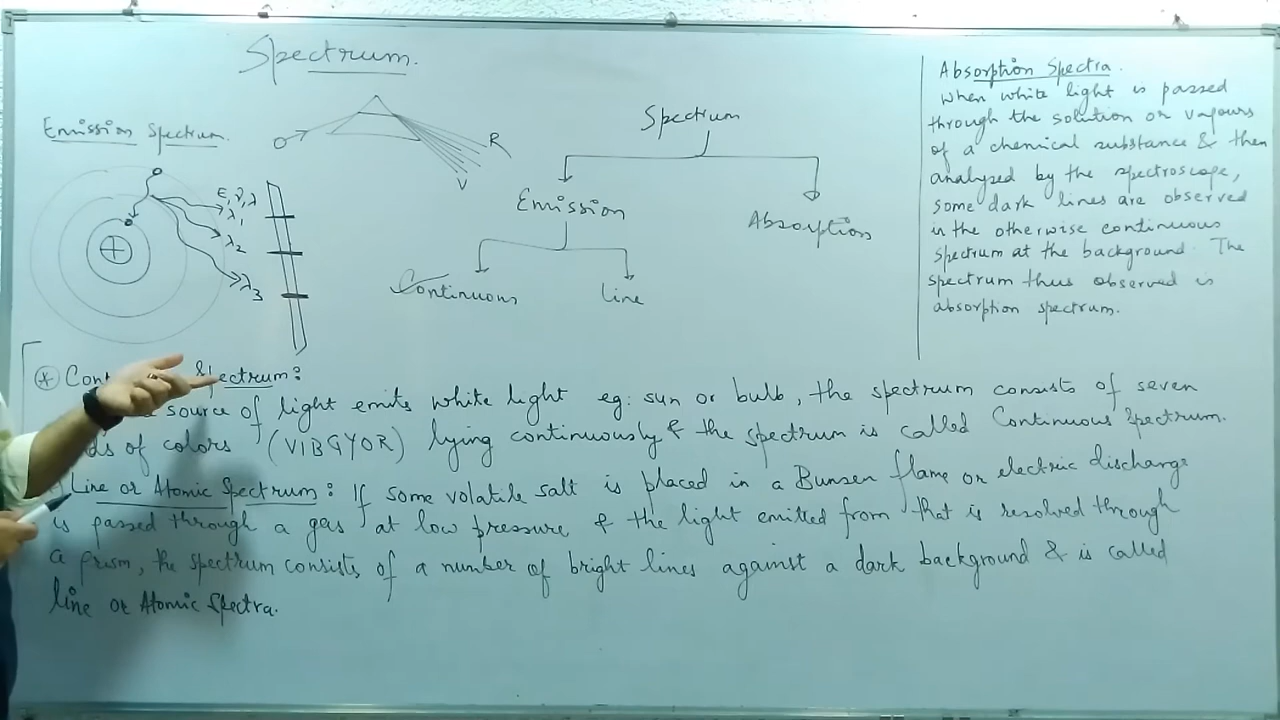 Spectrum.
Emission Spectrum.
E, ν̄, λ
λ1
λ2
λ3
R
V
Spectrum
Emission
Absorption
Continuous
Line
Absorption Spectra.
When white light is passed
through the solution or vapours
of a chemical substance & then
analysed by the spectroscope,
some dark lines are observed
in the otherwise continuous
spectrum at the background. The
spectrum thus observed is
absorption spectrum.
Spectrum:
source of light emits white light eg: sun or bulb, the spectrum consists of seven
of colors (VIBGYOR) lying continuously & the spectrum is called Continuous Spectrum.
Line or Atomic Spectrum: If some volatile salt is placed in a Bunsen flame or electric discharge
is passed through a gas at low pressure & the light emitted from that is resolved through
a prism, the spectrum consists of a number of bright lines against a dark background & is called
line or Atomic Spectra.